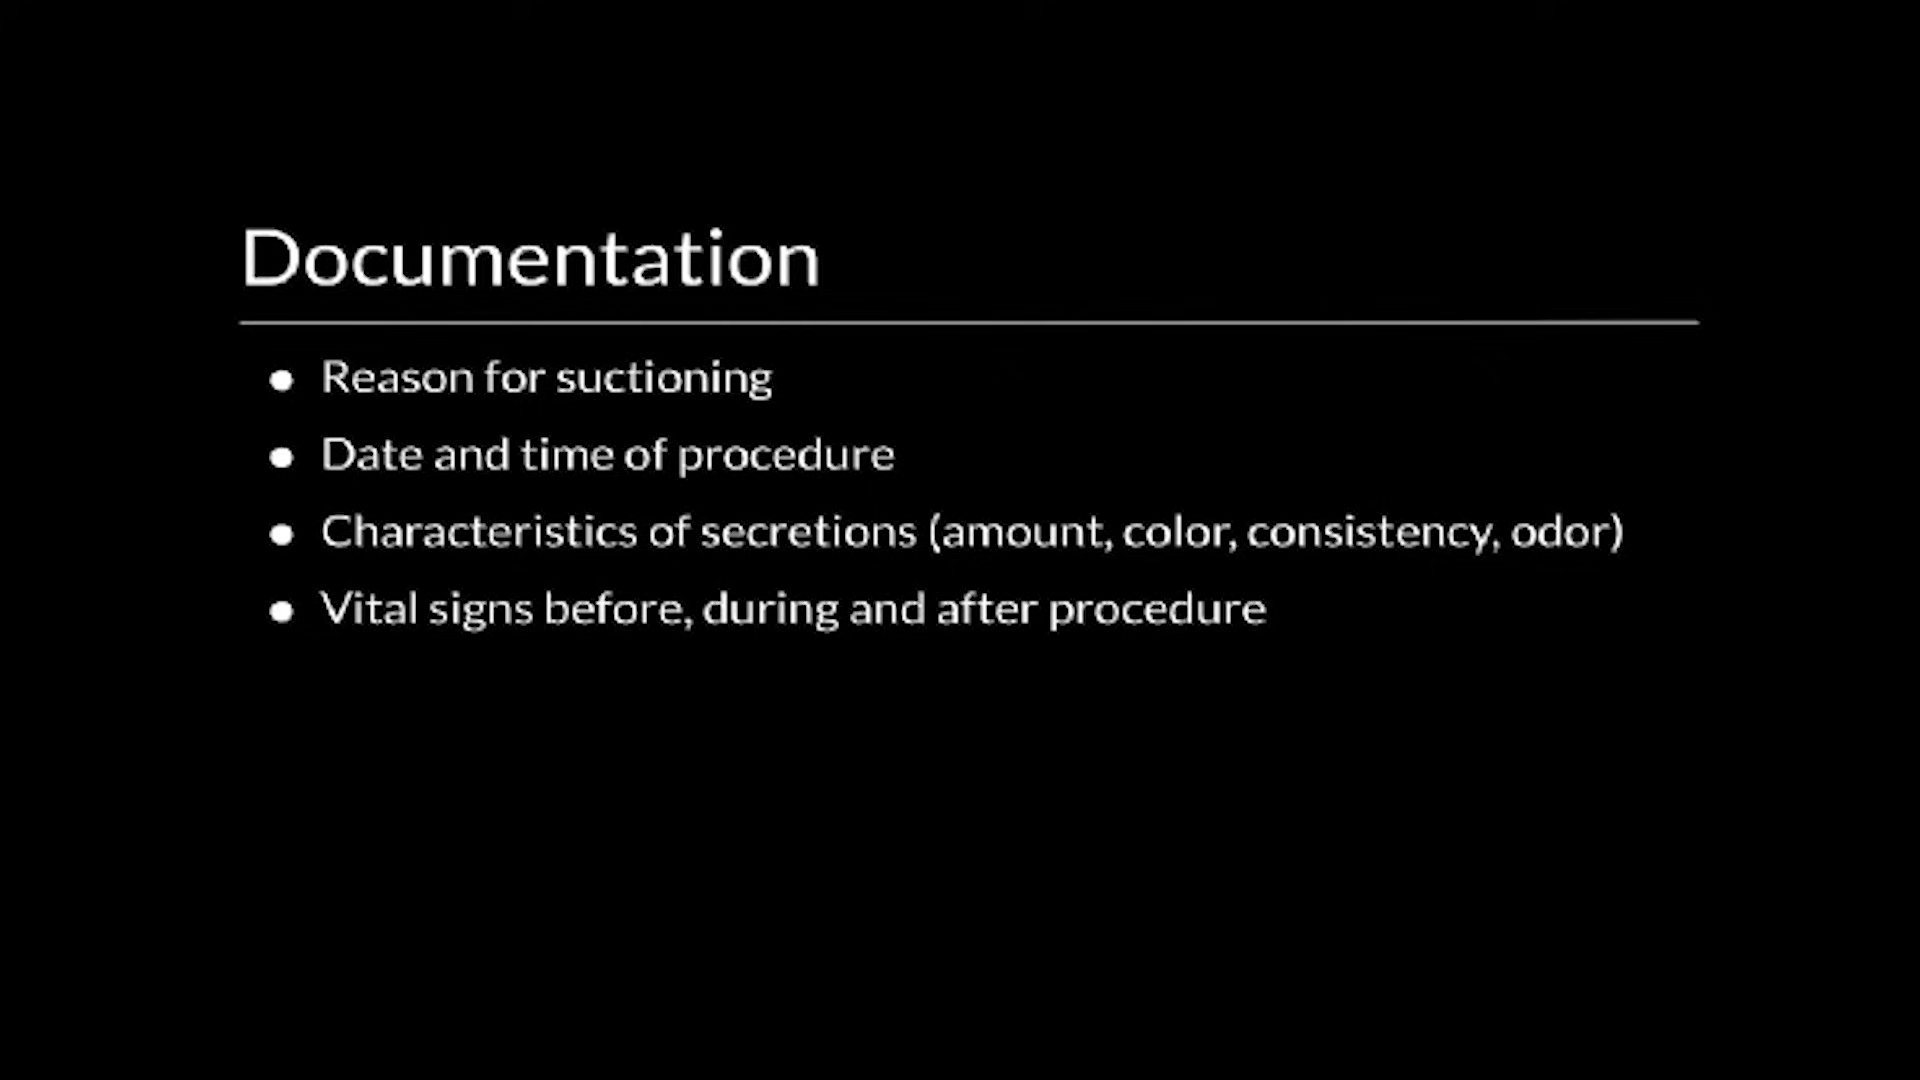 Documentation
● Reason for suctioning
● Date and time of procedure
● Characteristics of secretions (amount, color, consistency, odor)
● Vital signs before, during and after procedure